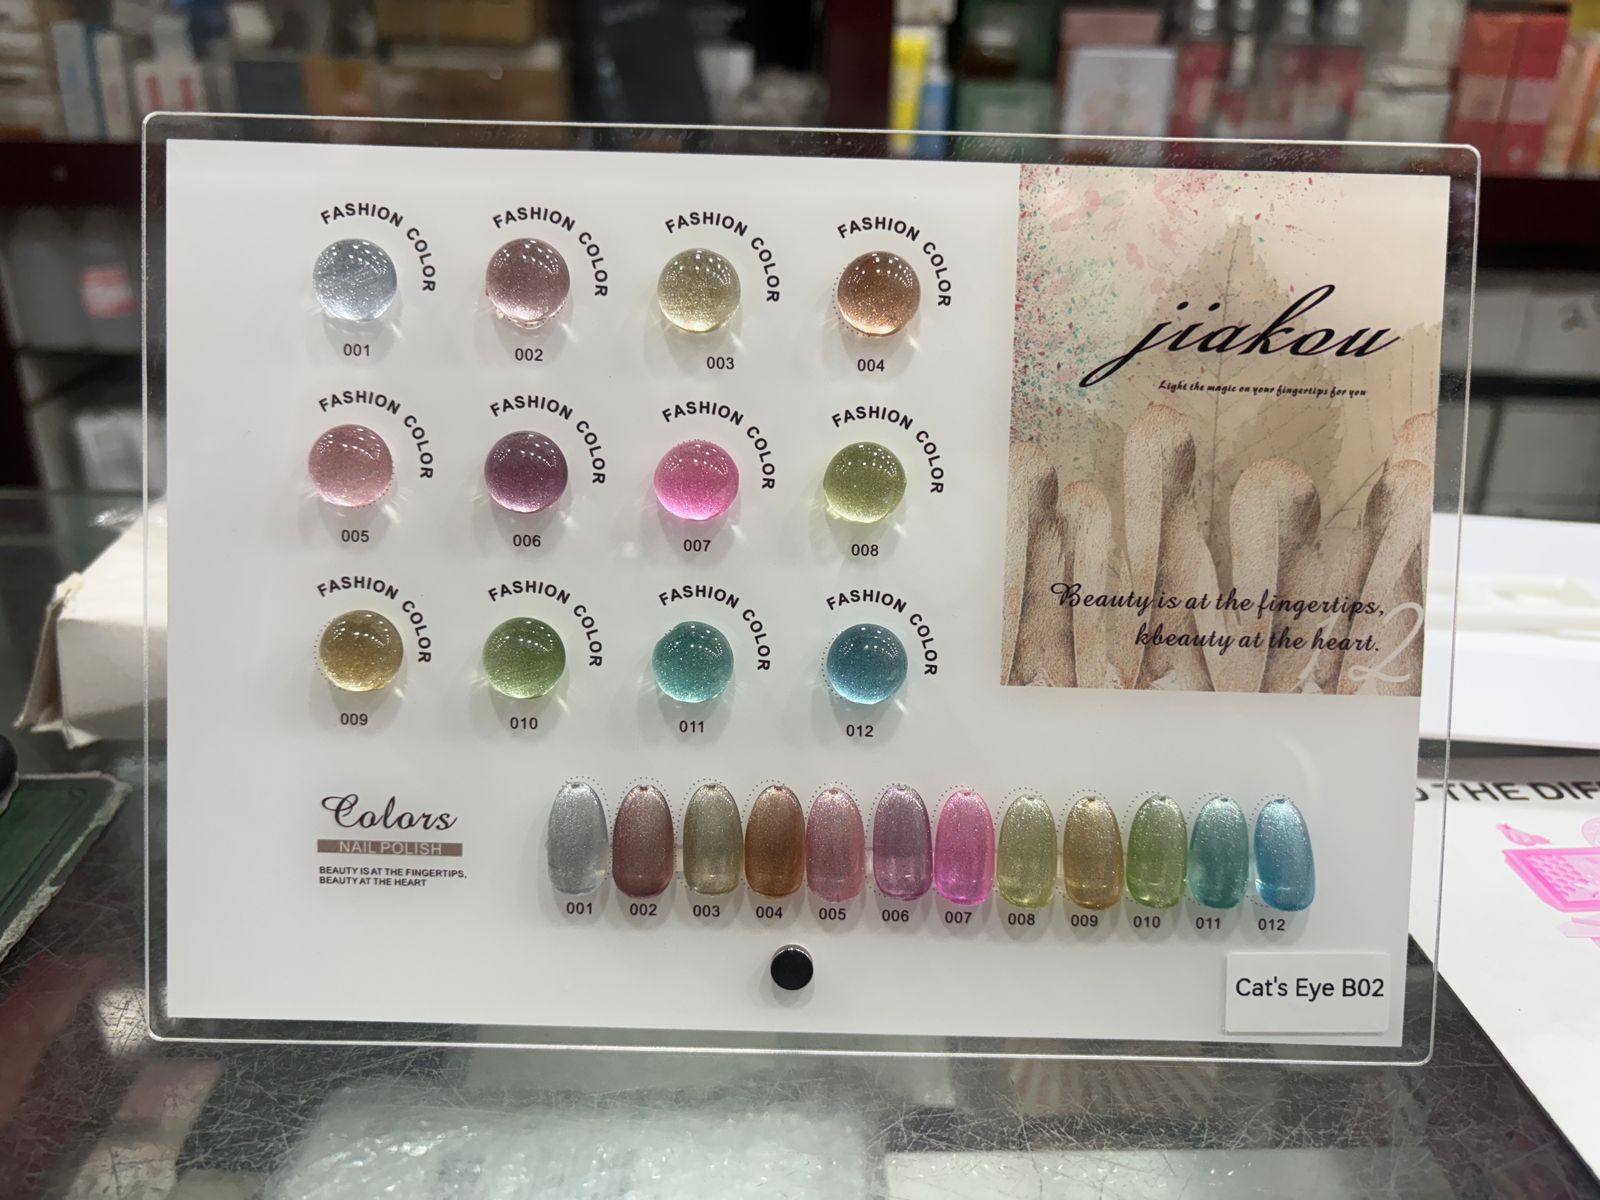 FASHION COLOR
FASHION COLOR
FASHION COLOR
FASHION COLOR
001
002
003
004
FASHION COLOR
FASHION COLOR
FASHION COLOR
FASHION COLOR
005
006
007
008
FASHION COLOR
FASHION COLOR
FASHION COLOR
FASHION COLOR
009
010
011
012
jiakou
Light the magic on your fingertips for you
Beauty is at the fingertips,
kbeauty at the heart.
12
Colors
NAIL POLISH
BEAUTY IS AT THE FINGERTIPS,
BEAUTY AT THE HEART
001 002 003 004 005 006 007 008 009 010 011 012
Cat's Eye B02
THE DIF